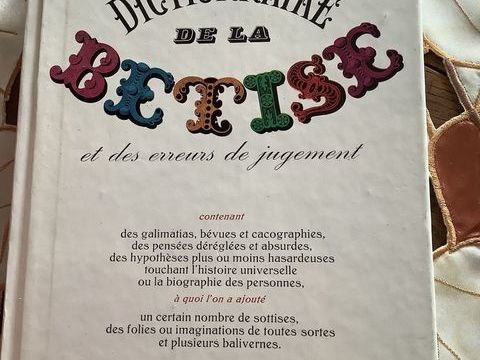 DICTIONNAIRE
DE LA
BETISE
et des erreurs de jugement
contenant
des galimatias, bévues et cacographies,
des pensées déréglées et absurdes,
des hypothèses plus ou moins hasardeuses
touchant l'histoire universelle
ou la biographie des personnes,
à quoi l'on a ajouté
un certain nombre de sottises,
des folies ou imaginations de toutes sortes
et plusieurs balivernes.